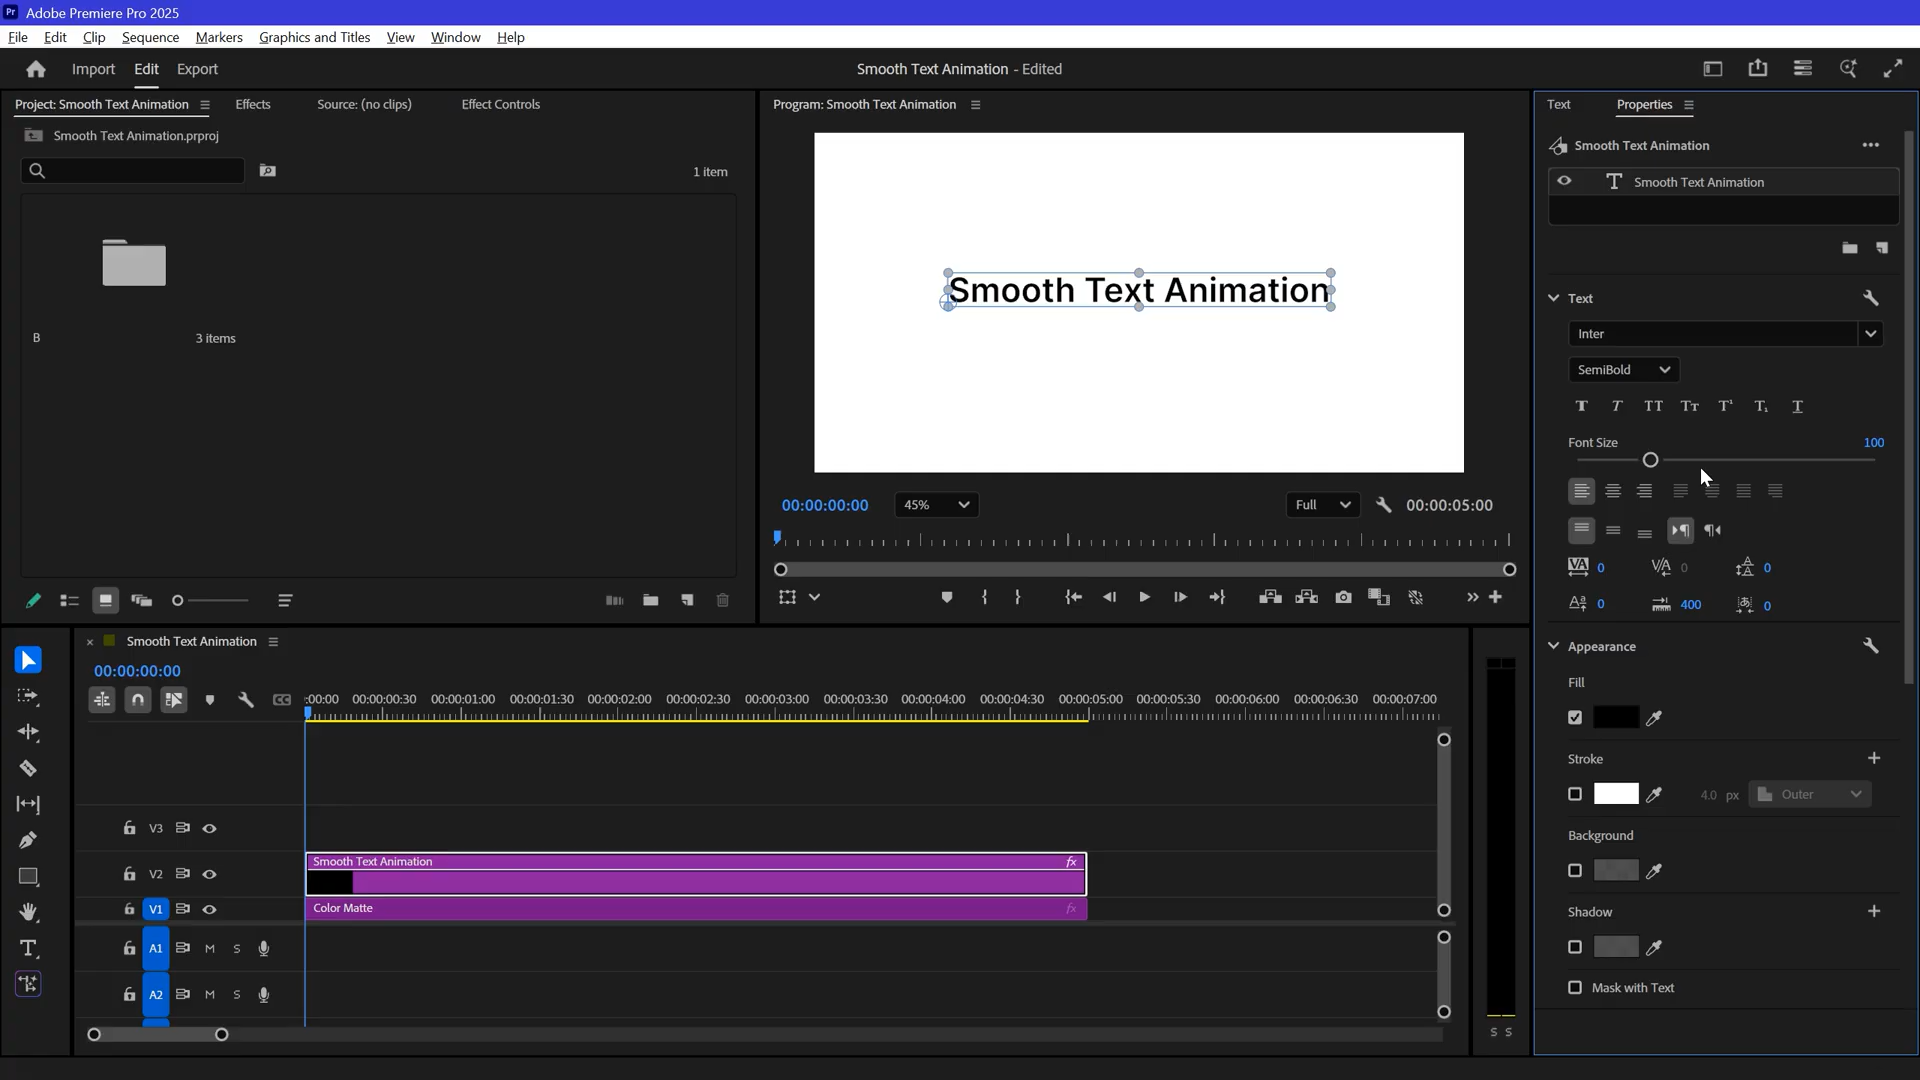 Adobe Premiere Pro 2025
File Edit Clip Sequence Markers Graphics and Titles View Window Help
Import Edit Export
Smooth Text Animation - Edited
Project: Smooth Text Animation
Effects
Source: (no clips)
Effect Controls
Smooth Text Animation.prproj
1 item
B
3 items
Program: Smooth Text Animation
Smooth Text Animation
00:00:00:00
45%
Full
00:00:05:00
Text
Properties
Smooth Text Animation
Smooth Text Animation
Text
Inter
SemiBold
Font Size
100
0
0
0
0
400
0
Appearance
Fill
Stroke
4.0 px
Outer
Background
Shadow
Mask with Text
Smooth Text Animation
00:00:00:00
:00:00 00:00:00:30 00:00:01:00 00:00:01:30 00:00:02:00 00:00:02:30 00:00:03:00 00:00:03:30 00:00:04:00 00:00:04:30 00:00:05:00 00:00:05:30 00:00:06:00 00:00:06:30 00:00:07:00
V3
Smooth Text Animation fx
V2
V1
Color Matte fx
A1 M S
A2 M S
S S